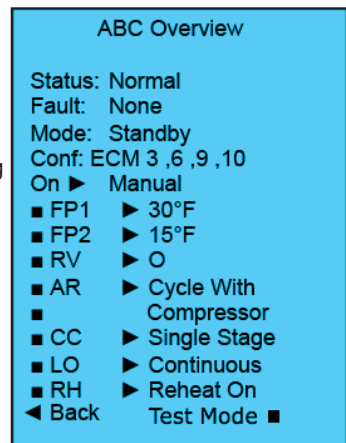 ABC Overview
Status: Normal
Fault: None
Mode: Standby
Conf: ECM 3 ,6 ,9 ,10
g
On ► Manual
■ FP1 ► 30°F
■ FP2 ► 15°F
■ RV ► O
■ AR ► Cycle With
■ Compressor
■ CC ► Single Stage
■ LO ► Continuous
■ RH ► Reheat On
◄ Back Test Mode ■